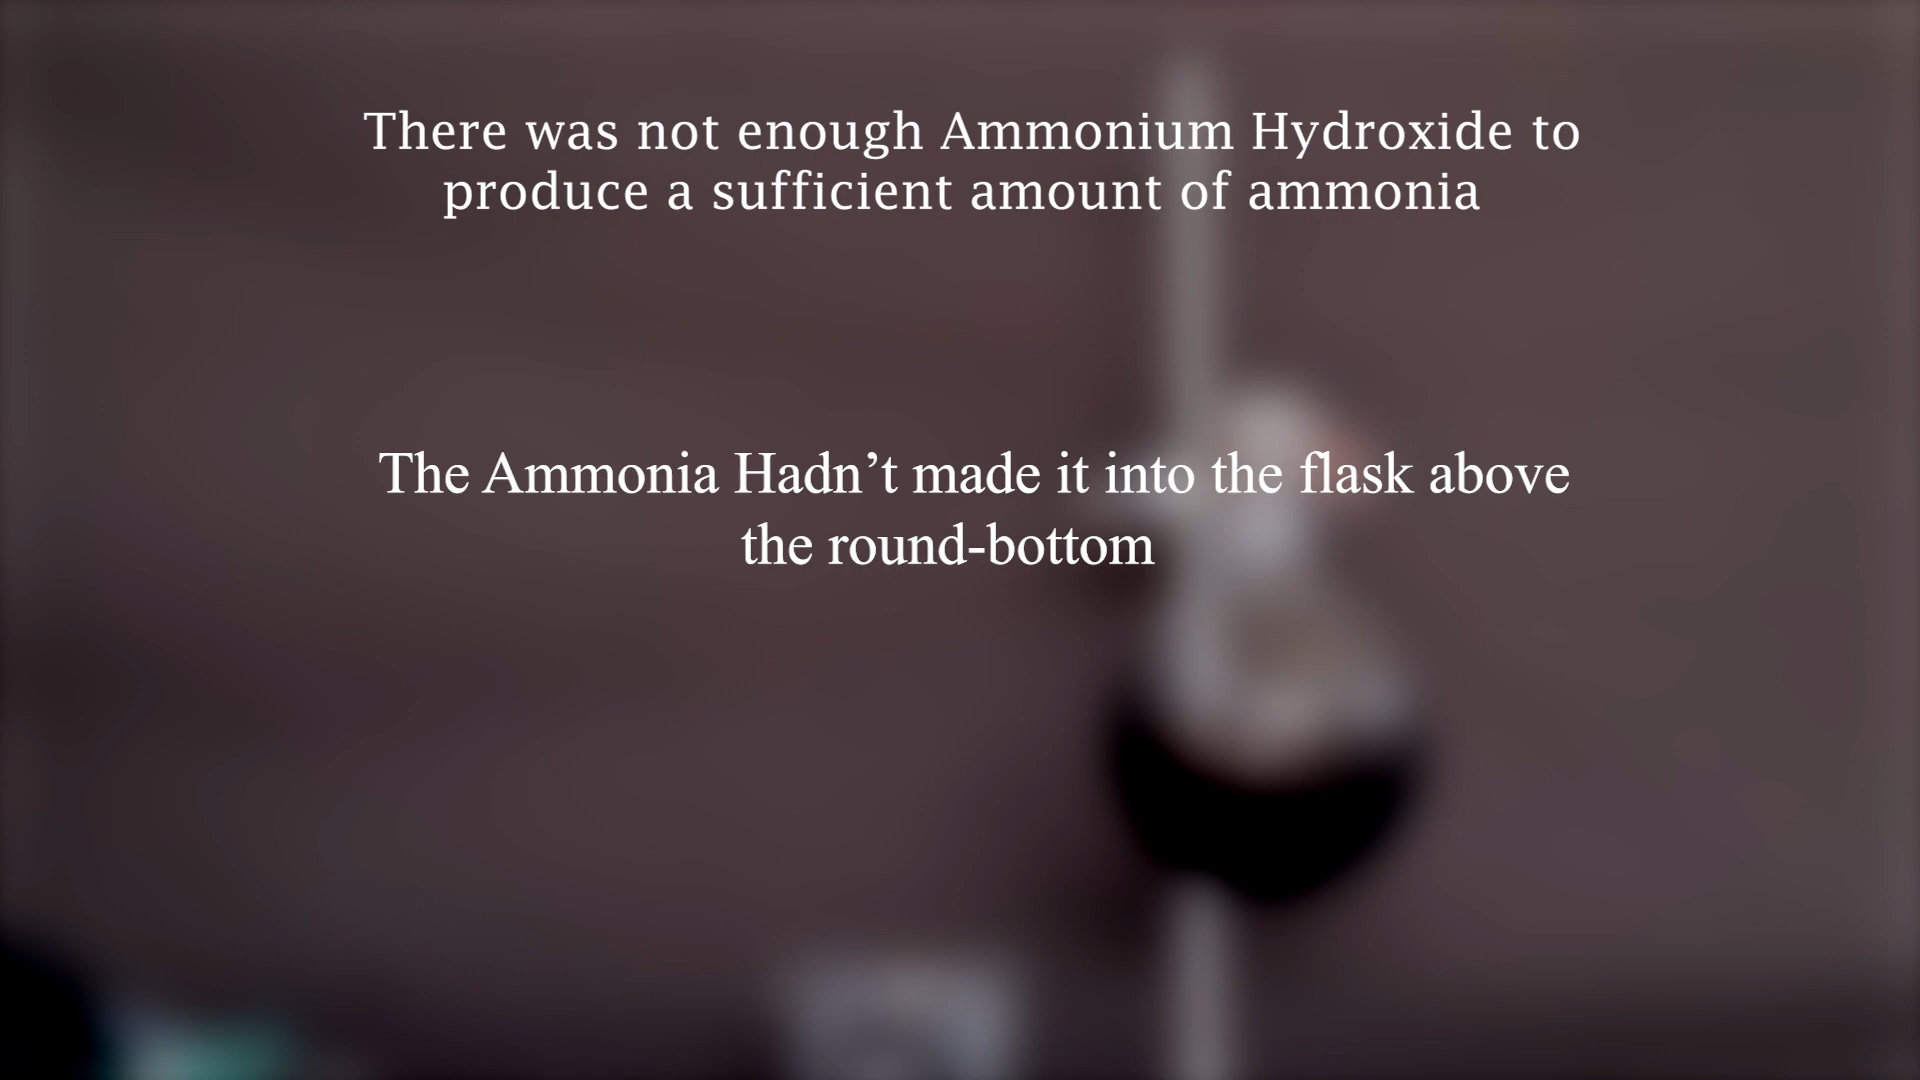 There was not enough Ammonium Hydroxide to
produce a sufficient amount of ammonia
The Ammonia Hadn’t made it into the flask above
the round-bottom